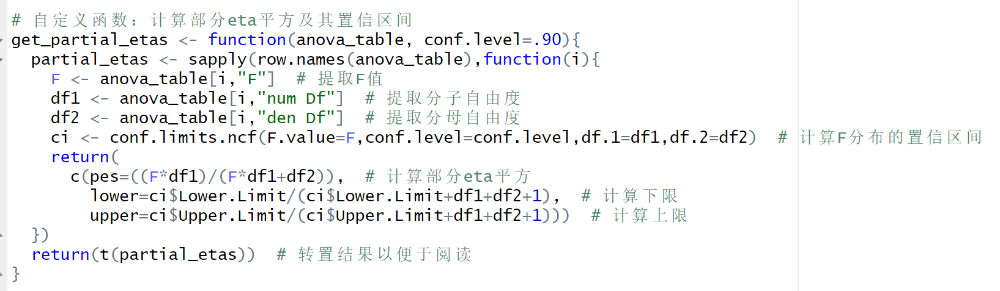 # 自定义函数：计算部分eta平方及其置信区间
get_partial_etas <- function(anova_table, conf.level=.90){
  partial_etas <- sapply(row.names(anova_table),function(i){
    F <- anova_table[i,"F"]  # 提取F值
    df1 <- anova_table[i,"num Df"]  # 提取分子自由度
    df2 <- anova_table[i,"den Df"]  # 提取分母自由度
    ci <- conf.limits.ncf(F.value=F,conf.level=conf.level,df.1=df1,df.2=df2)  # 计算F分布的置信区间
    return(
      c(pes=((F*df1)/(F*df1+df2)),  # 计算部分eta平方
        lower=ci$Lower.Limit/(ci$Lower.Limit+df1+df2+1),  # 计算下限
        upper=ci$Upper.Limit/(ci$Upper.Limit+df1+df2+1)))  # 计算上限
  })
  return(t(partial_etas))  # 转置结果以便于阅读
}